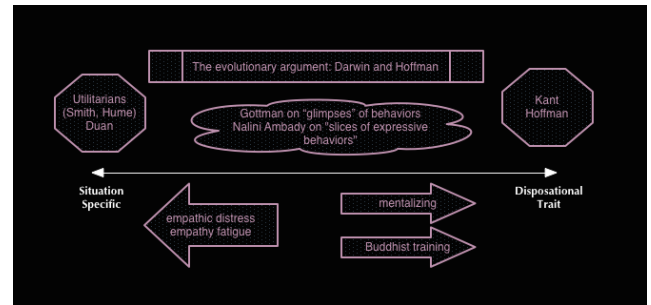 The evolutionary argument: Darwin and Hoffman
Utilitarians
(Smith, Hume)
Duan
Gottman on “glimpses” of behaviors
Nalini Ambady on "slices of expressive
behaviors"
Kant
Hoffman
Situation
Specific
Disposational
Trait
empathic distress
empathy fatigue
mentalizing
Buddhist training